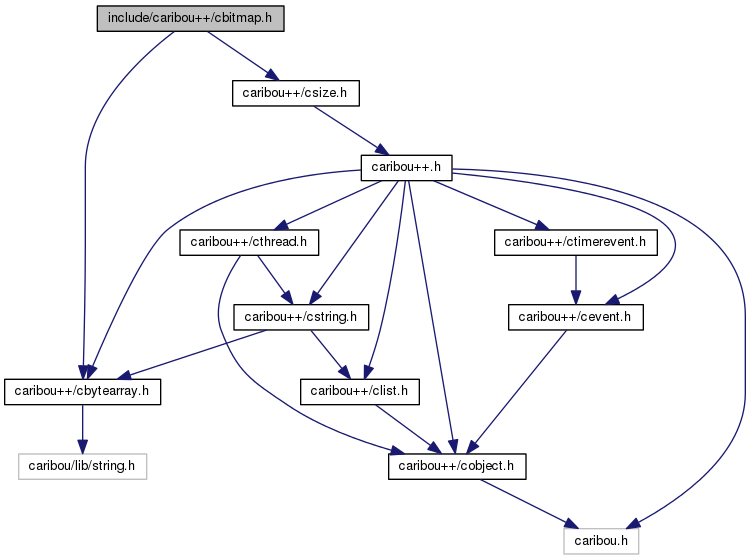 include/caribou++/cbitmap.h
caribou++/csize.h
caribou++.h
caribou++/cthread.h
caribou++/ctimerevent.h
caribou++/cstring.h
caribou++/cevent.h
caribou++/cbytearray.h
caribou++/clist.h
caribou/lib/string.h
caribou++/cobject.h
caribou.h